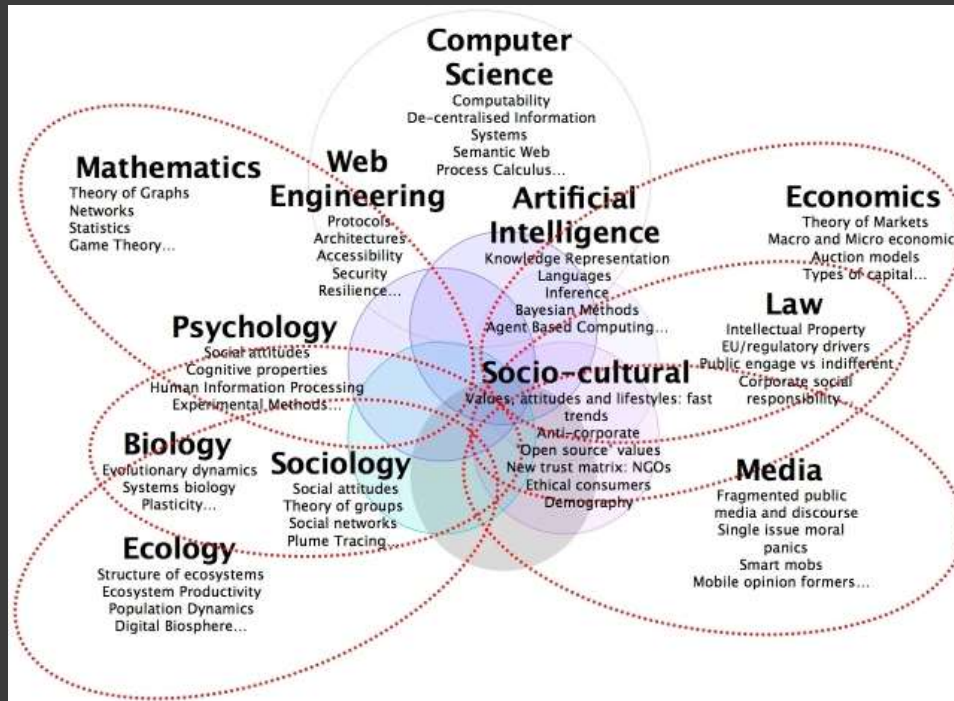 Computer
Science
Computability
De-centralised Information
Systems
Semantic Web
Process Calculus...
Mathematics
Theory of Graphs
Networks
Statistics
Game Theory...
Web
Engineering
Protocols
Architectures
Accessibility
Security
Resilience...
Artificial
Intelligence
Knowledge Representation
Languages
Inference
Bayesian Methods
Agent Based Computing...
Economics
Theory of Markets
Macro and Micro economic
Auction models
Types of capital...
Law
Intellectual Property
EU/regulatory drivers
Public engage vs indifferent
Corporate social
responsibility
Psychology
Social attitudes
Cognitive properties
Human Information Processing
Experimental Methods...
Socio-cultural
Values, attitudes and lifestyles: fast
trends
Anti-corporate
'Open source' values
New trust matrix: NGOs
Ethical consumers
Demography
Biology
Evolutionary dynamics
Systems biology
Plasticity...
Sociology
Social attitudes
Theory of groups
Social networks
Plume Tracing...
Media
Fragmented public
media and discourse
Single issue moral
panics
Smart mobs
Mobile opinion formers...
Ecology
Structure of ecosystems
Ecosystem Productivity
Population Dynamics
Digital Biosphere...